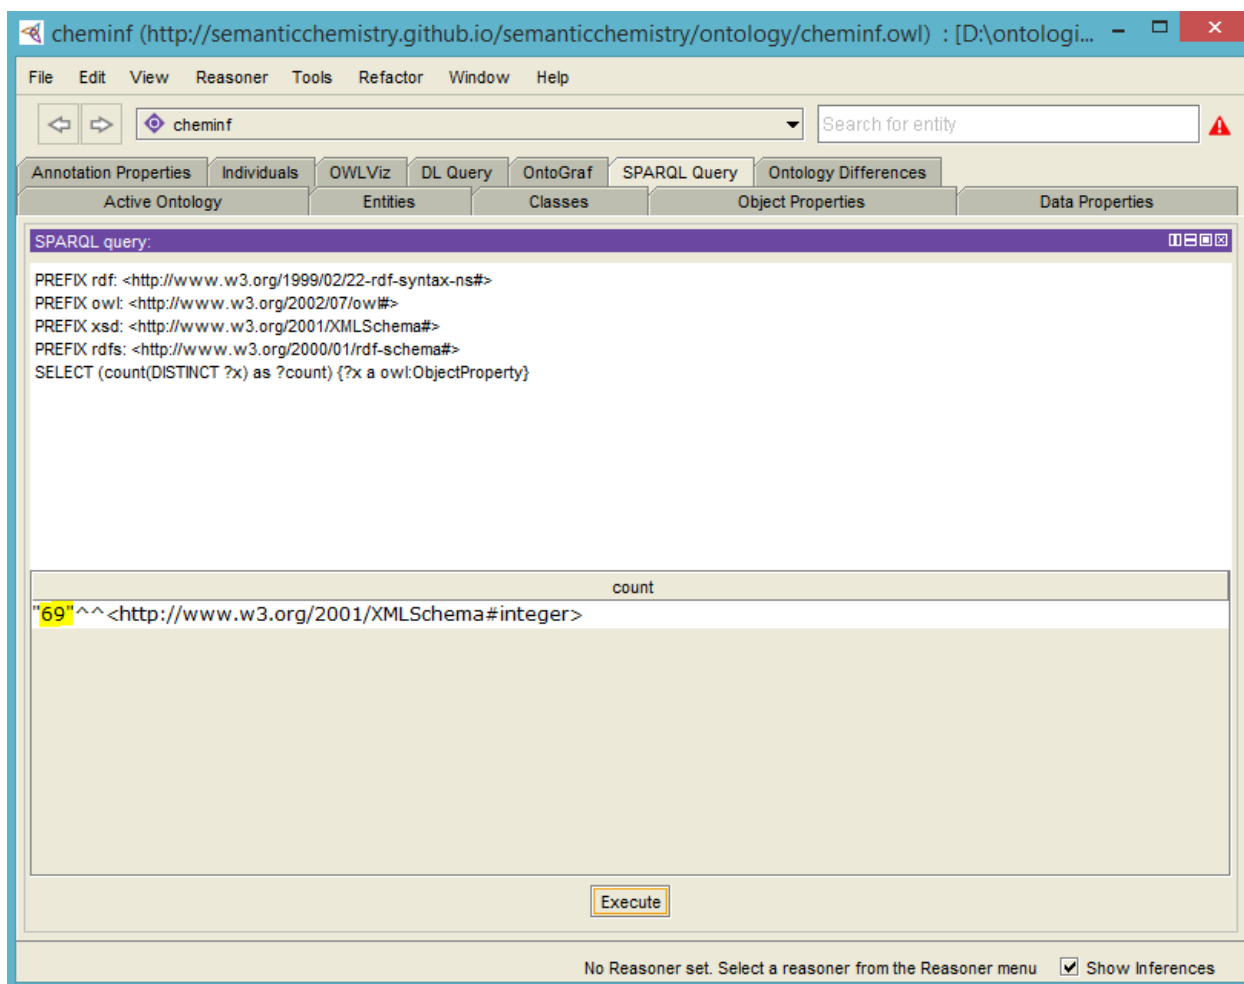 cheminf (http://semanticchemistry.github.io/semanticchemistry/ontology/cheminf.owl) : [D:\ontologi...
File Edit View Reasoner Tools Refactor Window Help
cheminf Search for entity
Annotation Properties Individuals OWLViz DL Query OntoGraf SPARQL Query Ontology Differences
Active Ontology Entities Classes Object Properties Data Properties
SPARQL query:
PREFIX rdf: <http://www.w3.org/1999/02/22-rdf-syntax-ns#>
PREFIX owl: <http://www.w3.org/2002/07/owl#>
PREFIX xsd: <http://www.w3.org/2001/XMLSchema#>
PREFIX rdfs: <http://www.w3.org/2000/01/rdf-schema#>
SELECT (count(DISTINCT ?x) as ?count) {?x a owl:ObjectProperty}
count
"69"^^<http://www.w3.org/2001/XMLSchema#integer>
Execute
No Reasoner set. Select a reasoner from the Reasoner menu Show Inferences